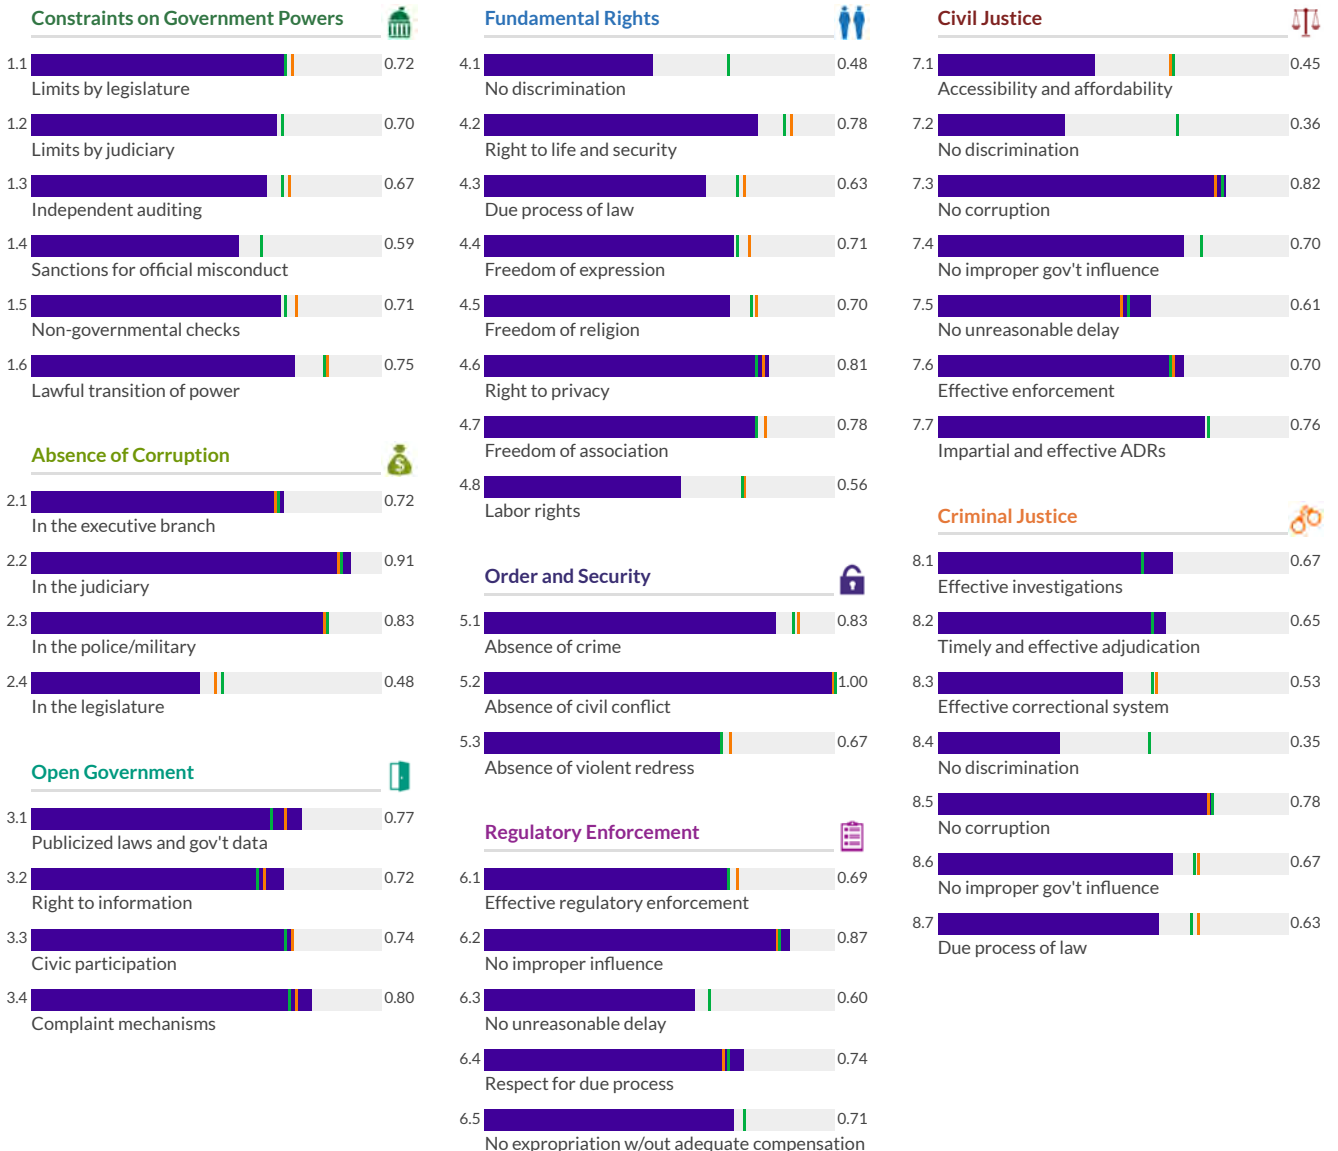 Constraints on Government Powers
1.1 0.72
Limits by legislature
1.2 0.70
Limits by judiciary
1.3 0.67
Independent auditing
1.4 0.59
Sanctions for official misconduct
1.5 0.71
Non-governmental checks
1.6 0.75
Lawful transition of power
Absence of Corruption
2.1 0.72
In the executive branch
2.2 0.91
In the judiciary
2.3 0.83
In the police/military
2.4 0.48
In the legislature
Open Government
3.1 0.77
Publicized laws and gov't data
3.2 0.72
Right to information
3.3 0.74
Civic participation
3.4 0.80
Complaint mechanisms
Fundamental Rights
4.1 0.48
No discrimination
4.2 0.78
Right to life and security
4.3 0.63
Due process of law
4.4 0.71
Freedom of expression
4.5 0.70
Freedom of religion
4.6 0.81
Right to privacy
4.7 0.78
Freedom of association
4.8 0.56
Labor rights
Order and Security
5.1 0.83
Absence of crime
5.2 1.00
Absence of civil conflict
5.3 0.67
Absence of violent redress
Regulatory Enforcement
6.1 0.69
Effective regulatory enforcement
6.2 0.87
No improper influence
6.3 0.60
No unreasonable delay
6.4 0.74
Respect for due process
6.5 0.71
No expropriation w/out adequate compensation
Civil Justice
7.1 0.45
Accessibility and affordability
7.2 0.36
No discrimination
7.3 0.82
No corruption
7.4 0.70
No improper gov't influence
7.5 0.61
No unreasonable delay
7.6 0.70
Effective enforcement
7.7 0.76
Impartial and effective ADRs
Criminal Justice
8.1 0.67
Effective investigations
8.2 0.65
Timely and effective adjudication
8.3 0.53
Effective correctional system
8.4 0.35
No discrimination
8.5 0.78
No corruption
8.6 0.67
No improper gov't influence
8.7 0.63
Due process of law